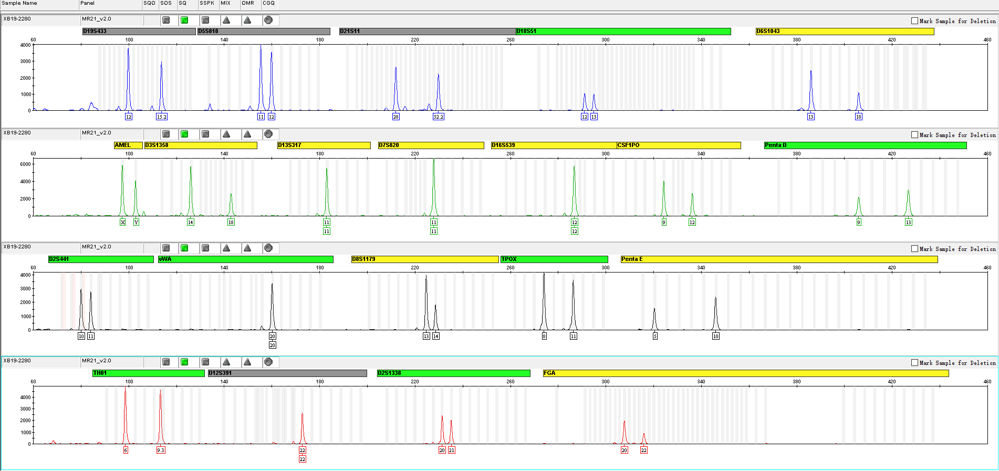 Sample Name Panel SQO SOS SQ SSPK MIX OMR CGQ
XB19-2280 MR21_v2.0 Mark Sample for Deletion
D19S433 D5S818 D21S11 D18S51 D6S1043
60 100 140 180 220 260 300 340 380 420 460
4000
3000
2000
1000
0
12 15.2 11 12 28 32.2 12 13 13 18
XB19-2280 MR21_v2.0 Mark Sample for Deletion
AMEL D3S1358 D13S317 D7S820 D16S539 CSF1PO Penta D
60 100 140 180 220 260 300 340 380 420 460
6000
4000
2000
0
X Y 14 18 11 11 12 9 12 9 13
11 11 12
XB19-2280 MR21_v2.0 Mark Sample for Deletion
D2S441 vWA D8S1179 TPOX Penta E
60 100 140 180 220 260 300 340 380 420 460
4000
3000
2000
1000
0
10 11 20 13 14 8 11 5 10
20
XB19-2280 MR21_v2.0 Mark Sample for Deletion
TH01 D12S391 D2S1338 FGA
60 100 140 180 220 260 300 340 380 420 460
4000
3000
2000
1000
0
6 9.3 22 20 21 20 22
22